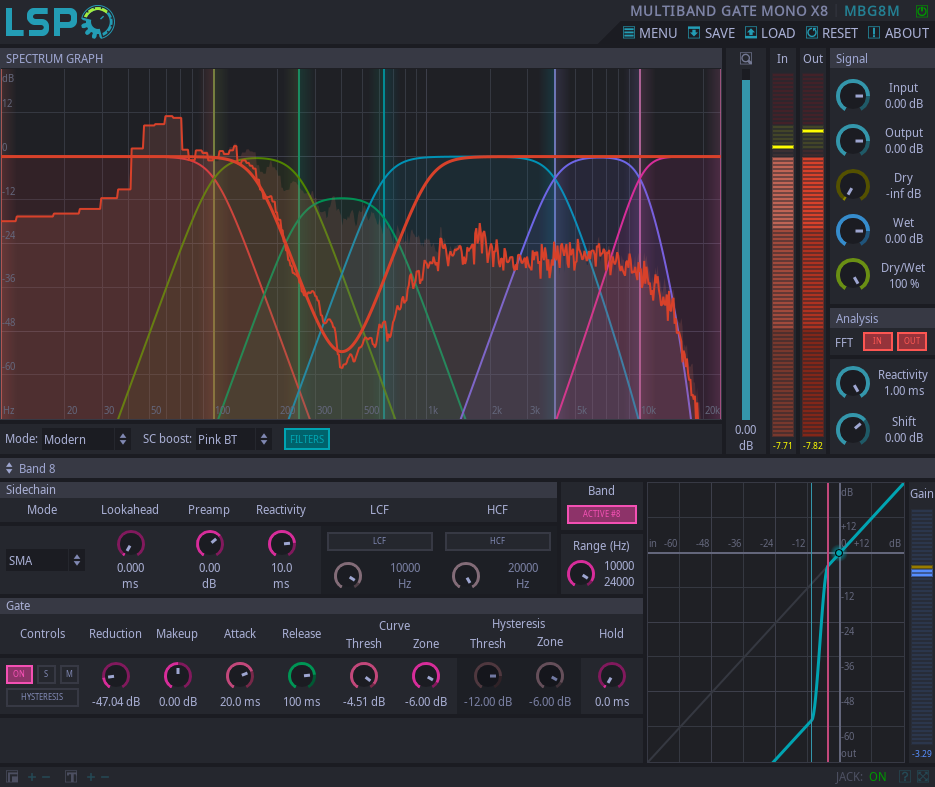 LSP
MULTIBAND GATE MONO X8 MBG8M
MENU SAVE LOAD RESET ABOUT
SPECTRUM GRAPH
In Out Signal
dB
12
0
-12
-24
-36
-48
-60
Hz 20 30 50 100 200 300 500 1k 2k 3k 5k 10k 20k
Input
0.00 dB
Output
0.00 dB
Dry
-inf dB
Wet
0.00 dB
Dry/Wet
100 %
Analysis
FFT IN OUT
Reactivity
1.00 ms
Shift
0.00 dB
0.00
dB
-7.71 -7.82
Mode: Modern SC boost: Pink BT FILTERS
Band 8
Sidechain
Mode Lookahead Preamp Reactivity LCF HCF
SMA
0.000
ms
0.00
dB
10.0
ms
LCF
10000
Hz
HCF
20000
Hz
Band
ACTIVE #8
Range (Hz)
10000
24000
Gate
Controls Reduction Makeup Attack Release Curve Hysteresis Hold
Thresh Zone Thresh Zone
ON S M
HYSTERESIS
-47.04 dB 0.00 dB 20.0 ms 100 ms -4.51 dB -6.00 dB -12.00 dB -6.00 dB 0.0 ms
dB
+12
in -60 -48 -36 -24 -12 0 +12 dB
-12
-24
-36
-48
-60
out
Gain
-3.29
JACK: ON